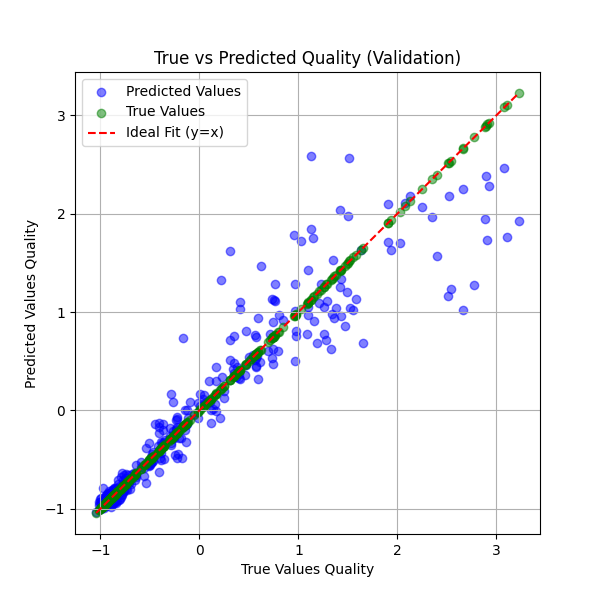 True vs Predicted Quality (Validation)
Predicted Values
True Values
Ideal Fit (y=x)
Predicted Values Quality
3
2
1
0
−1
−1 0 1 2 3
True Values Quality